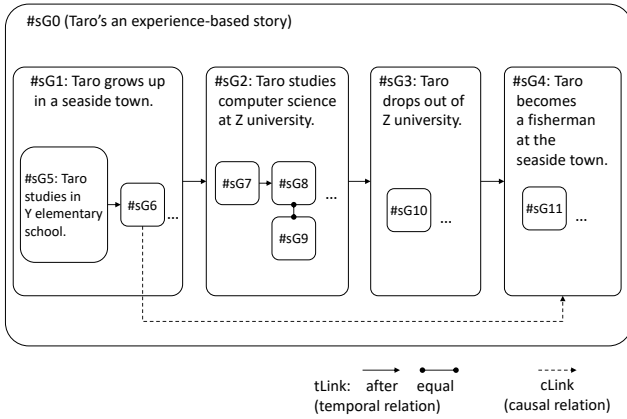 #sG0 (Taro's an experience-based story)
#sG1: Taro grows up
in a seaside town.
#sG5: Taro
studies in
Y elementary
school.
#sG6
...
#sG2: Taro studies
computer science
at Z university.
#sG7
#sG8
...
#sG9
#sG3: Taro
drops out of
Z university.
#sG10
...
#sG4: Taro
becomes
a fisherman
at the
seaside town.
#sG11
...
tLink: after equal
(temporal relation)
cLink
(causal relation)